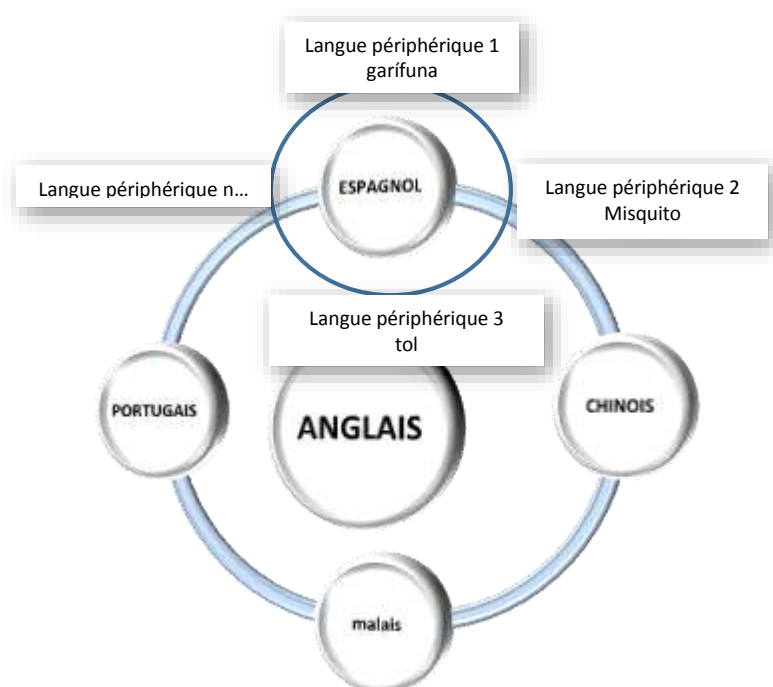 Langue périphérique 1
garífuna
ESPAGNOL
Langue périphérique n...
Langue périphérique 2
Misquito
Langue périphérique 3
tol
PORTUGAIS
ANGLAIS
CHINOIS
malais